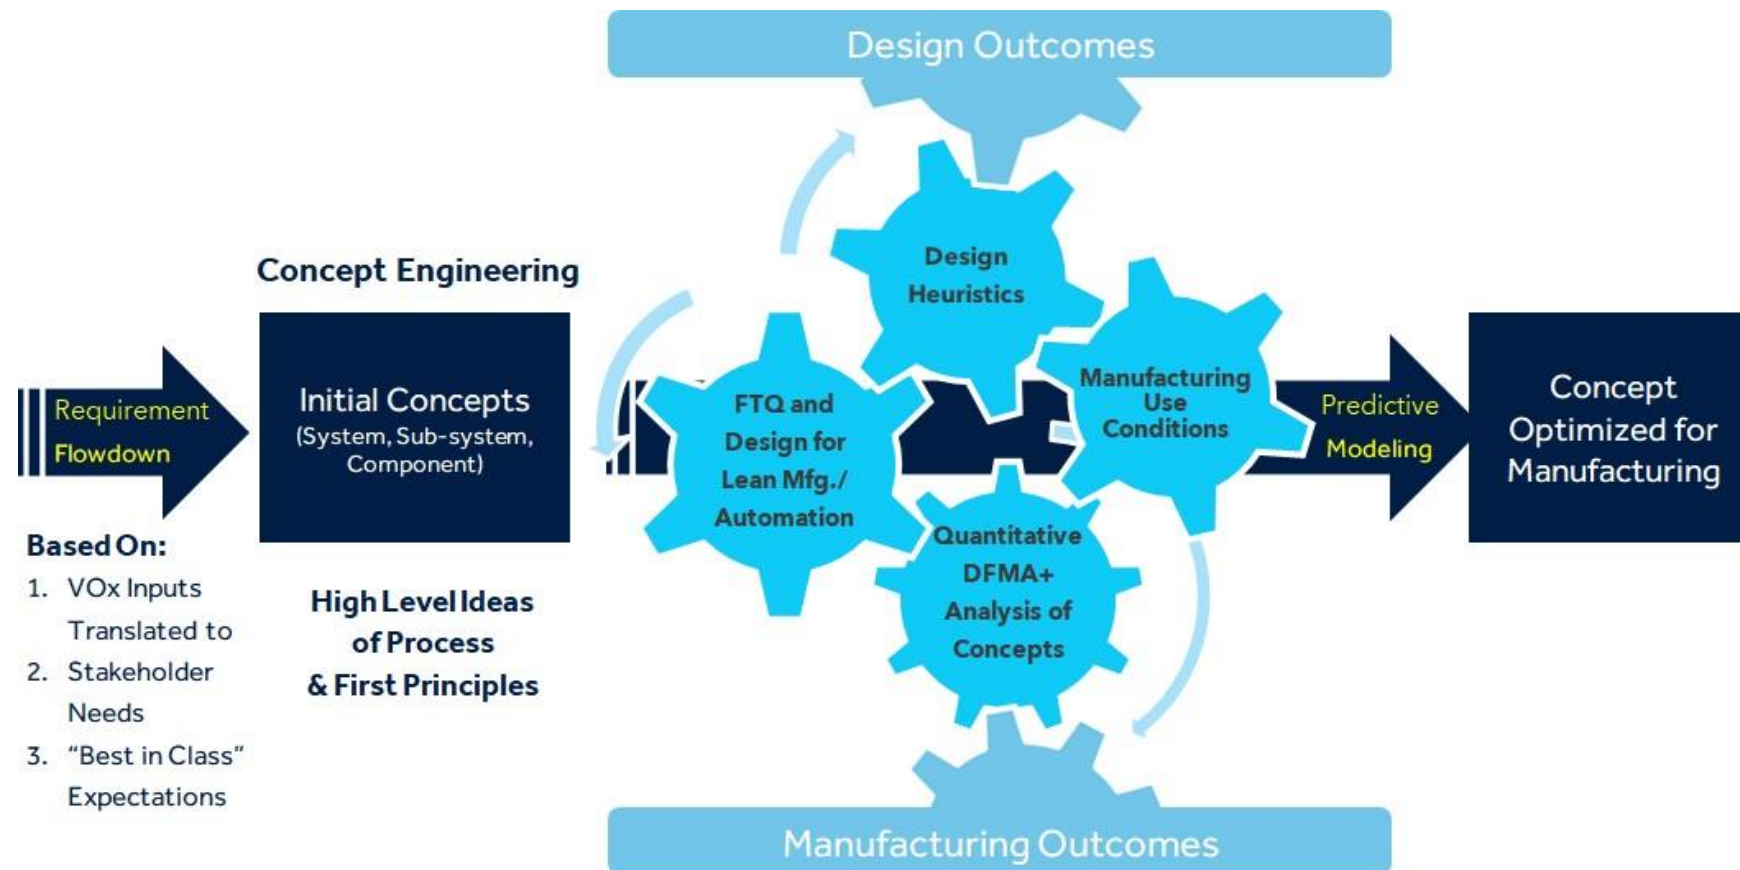 Design Outcomes
Concept Engineering
Requirement
Flowdown
Initial Concepts
(System, Sub-system,
Component)
Based On:
1. VOx Inputs
Translated to
2. Stakeholder
Needs
3. “Best in Class”
Expectations
High Level Ideas
of Process
& First Principles
Design
Heuristics
FTQ and
Design for
Lean Mfg./
Automation
Manufacturing
Use
Conditions
Quantitative
DFMA+
Analysis of
Concepts
Predictive
Modeling
Concept
Optimized for
Manufacturing
Manufacturing Outcomes